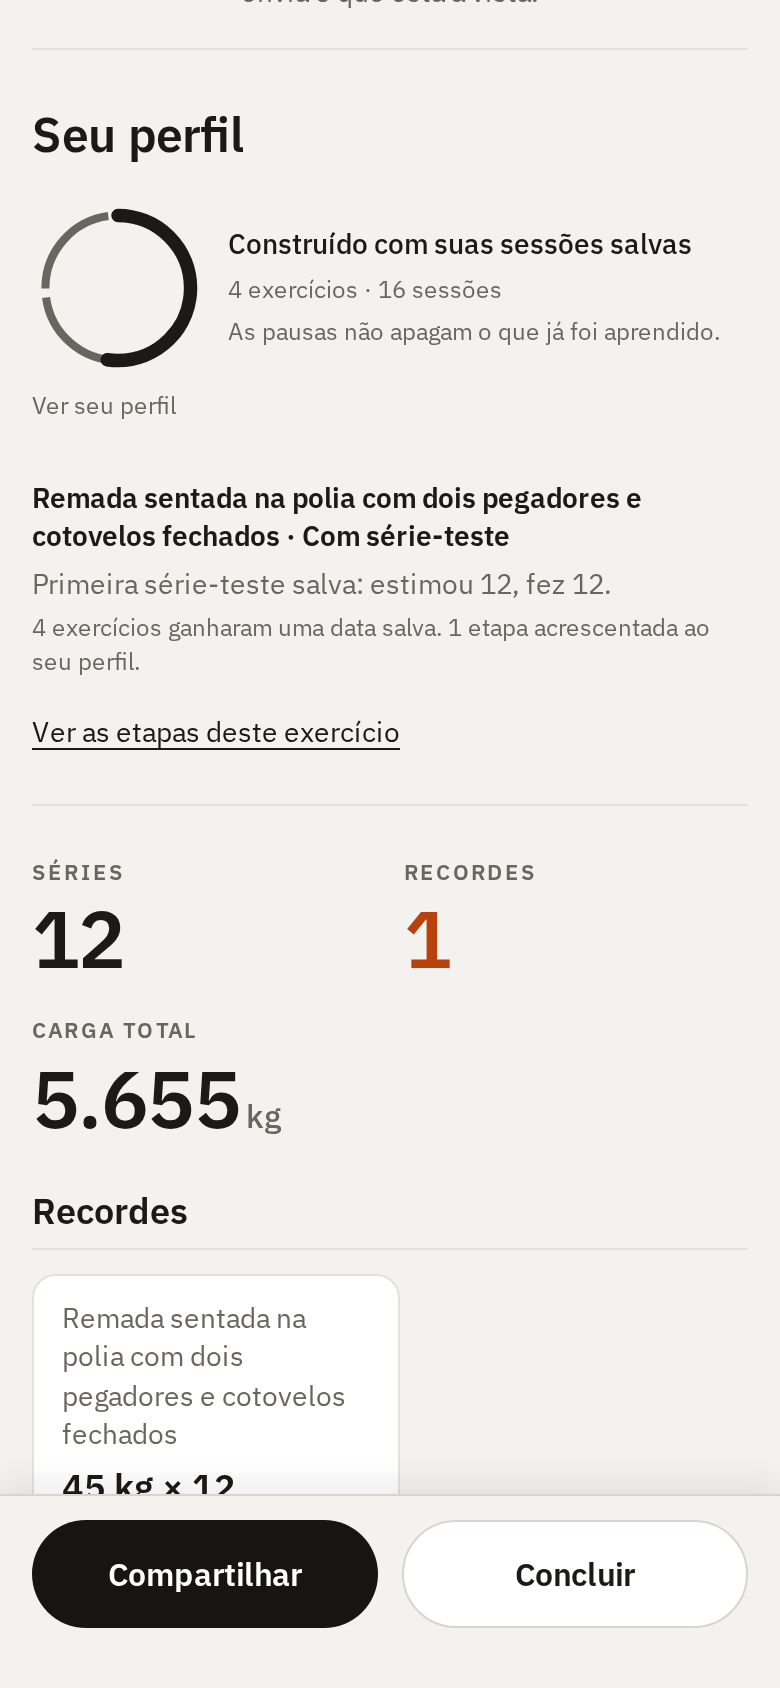 Seu perfil
Construído com suas sessões salvas
4 exercícios · 16 sessões
As pausas não apagam o que já foi aprendido.
Ver seu perfil
Remada sentada na polia com dois pegadores e
cotovelos fechados · Com série-teste
Primeira série-teste salva: estimou 12, fez 12.
4 exercícios ganharam uma data salva. 1 etapa acrescentada ao
seu perfil.
Ver as etapas deste exercício
SÉRIES
RECORDES
12
1
CARGA TOTAL
5.655 kg
Recordes
Remada sentada na
polia com dois
pegadores e cotovelos
fechados
45 kg × 12
Compartilhar
Concluir